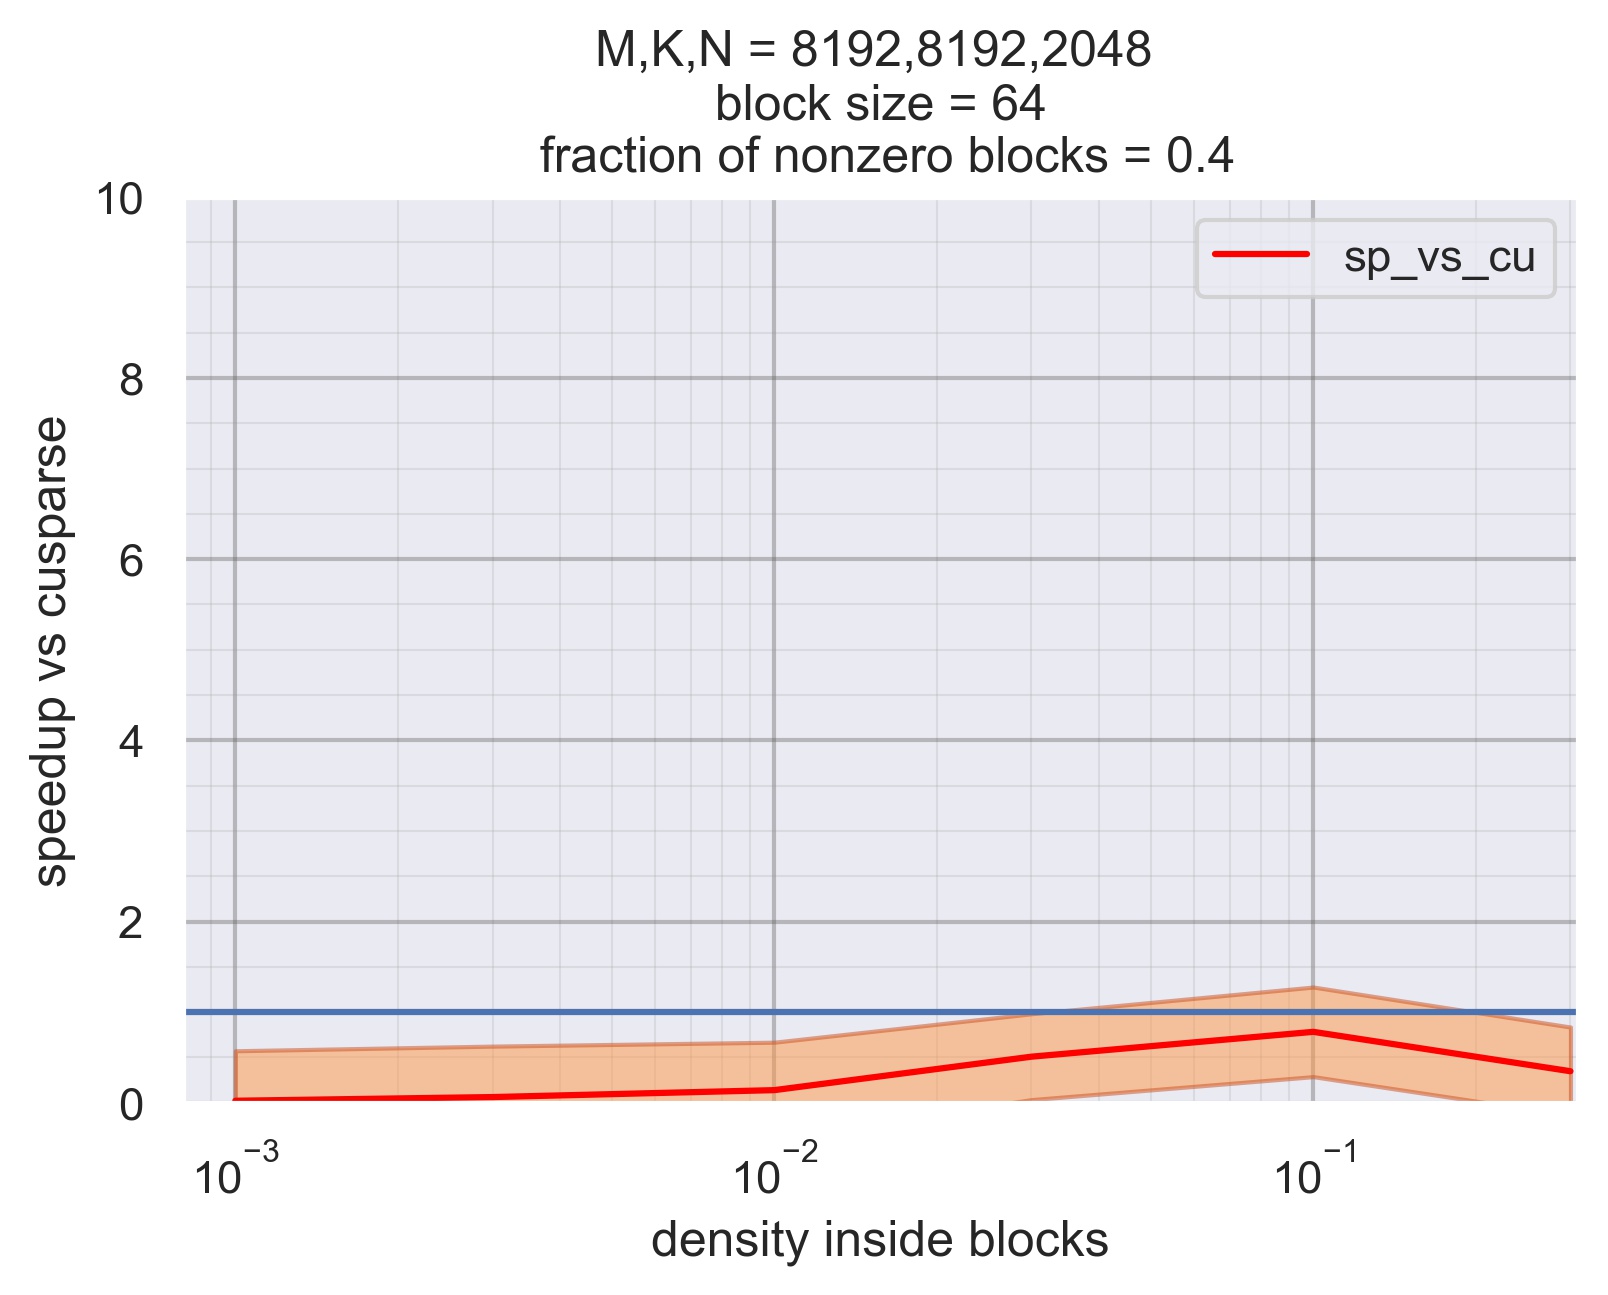 M,K,N = 8192,8192,2048
block size = 64
fraction of nonzero blocks = 0.4
sp_vs_cu
speedup vs cusparse
10
8
6
4
2
0
10⁻³ 10⁻² 10⁻¹
density inside blocks